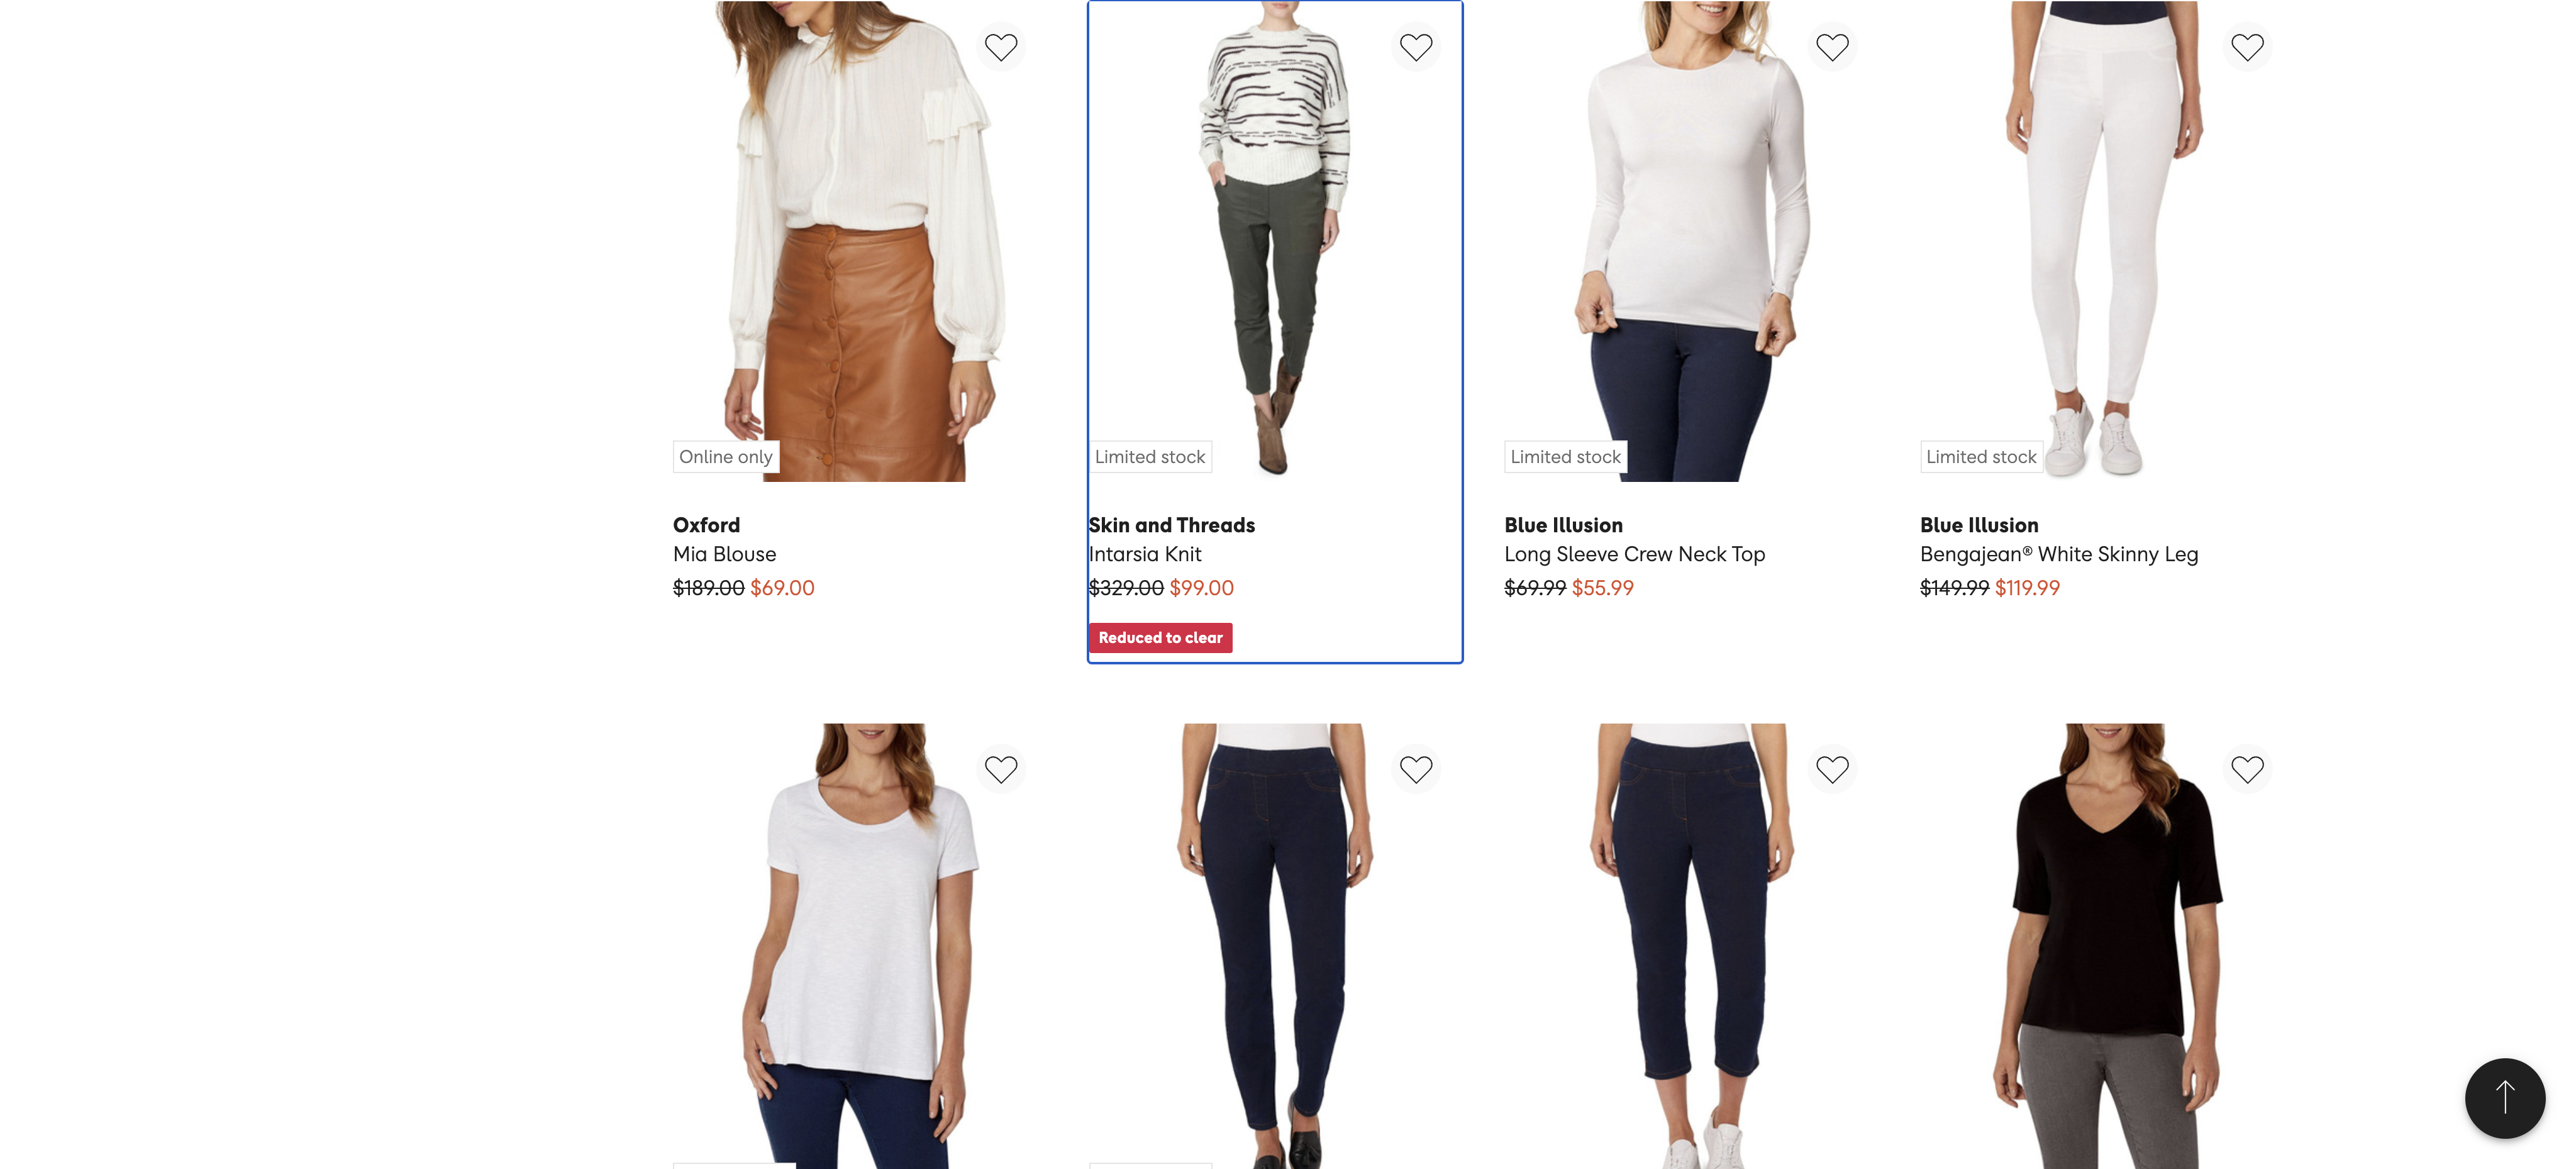 Online only
Oxford
Mia Blouse
$189.00 $69.00
Limited stock
Skin and Threads
Intarsia Knit
$329.00 $99.00
Reduced to clear
Limited stock
Blue Illusion
Long Sleeve Crew Neck Top
$69.99 $55.99
Limited stock
Blue Illusion
Bengajean® White Skinny Leg
$149.99 $119.99